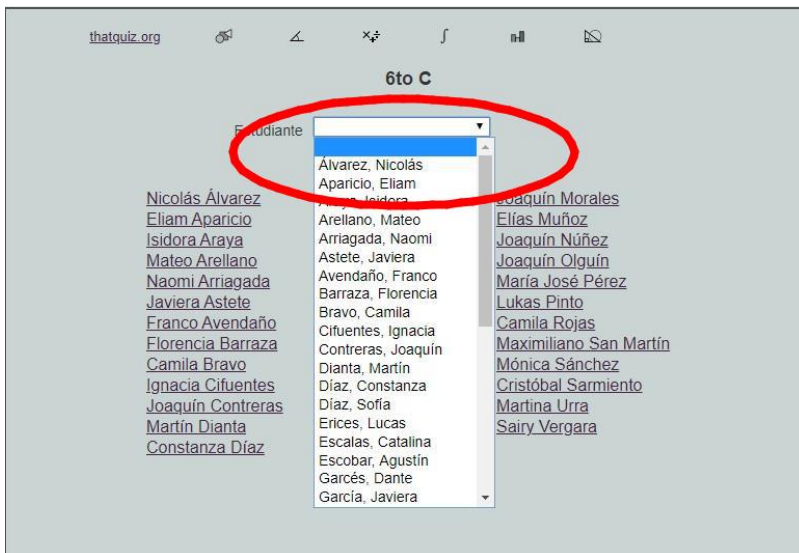 thatquiz.org
6to C
Estudiante
Álvarez, Nicolás
Aparicio, Eliam
Araya, Isidora
Arellano, Mateo
Arriagada, Naomi
Astete, Javiera
Avendaño, Franco
Barraza, Florencia
Bravo, Camila
Cifuentes, Ignacia
Contreras, Joaquín
Dianta, Martín
Díaz, Constanza
Díaz, Sofía
Erices, Lucas
Escalas, Catalina
Escobar, Agustín
Garcés, Dante
García, Javiera
Nicolás Álvarez
Eliam Aparicio
Isidora Araya
Mateo Arellano
Naomi Arriagada
Javiera Astete
Franco Avendaño
Florencia Barraza
Camila Bravo
Ignacia Cifuentes
Joaquín Contreras
Martín Dianta
Constanza Díaz
Joaquín Morales
Elías Muñoz
Joaquín Núñez
Joaquín Olguín
María José Pérez
Lukas Pinto
Camila Rojas
Maximiliano San Martín
Mónica Sánchez
Cristóbal Sarmiento
Martina Urra
Sairy Vergara